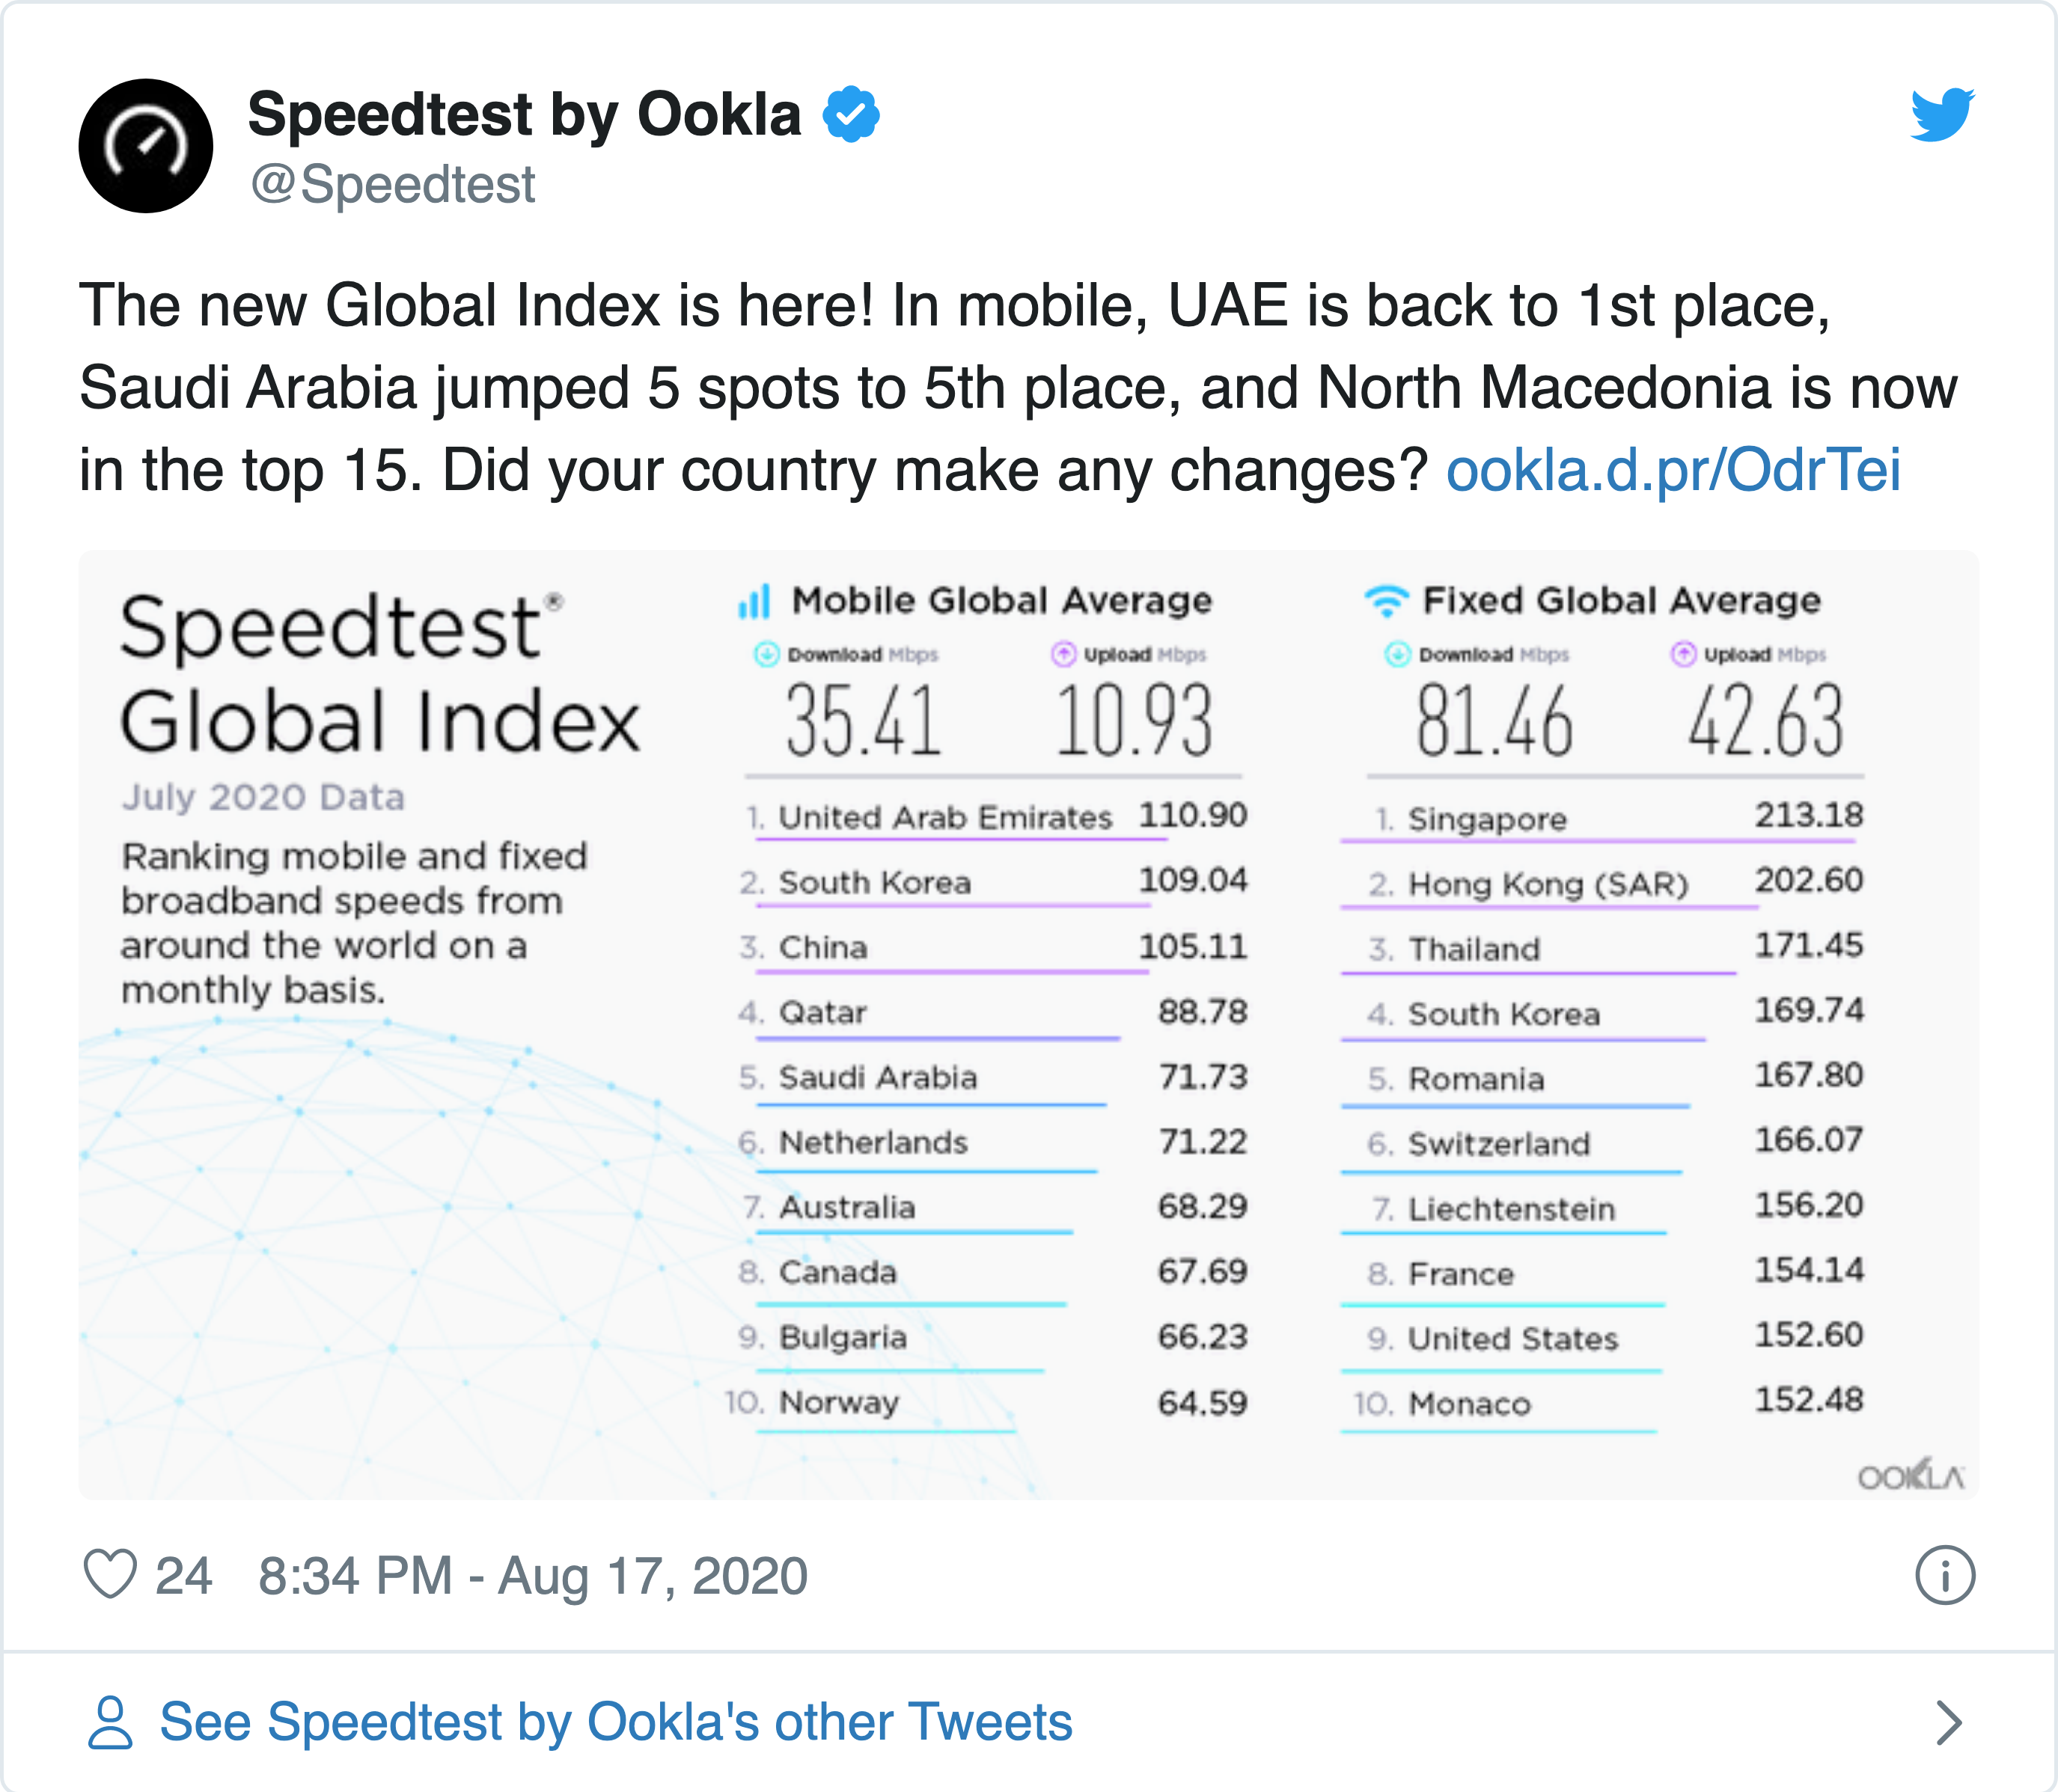 Speedtest by Ookla
@Speedtest
The new Global Index is here! In mobile, UAE is back to 1st place,
Saudi Arabia jumped 5 spots to 5th place, and North Macedonia is now
in the top 15. Did your country make any changes? ookla.d.pr/OdrTei
Speedtest®
Global Index
July 2020 Data
Ranking mobile and fixed
broadband speeds from
around the world on a
monthly basis.
Mobile Global Average
Download Mbps Upload Mbps
35.41 10.93
1. United Arab Emirates 110.90
2. South Korea 109.04
3. China 105.11
4. Qatar 88.78
5. Saudi Arabia 71.73
6. Netherlands 71.22
7. Australia 68.29
8. Canada 67.69
9. Bulgaria 66.23
10. Norway 64.59
Fixed Global Average
Download Mbps Upload Mbps
81.46 42.63
1. Singapore 213.18
2. Hong Kong (SAR) 202.60
3. Thailand 171.45
4. South Korea 169.74
5. Romania 167.80
6. Switzerland 166.07
7. Liechtenstein 156.20
8. France 154.14
9. United States 152.60
10. Monaco 152.48
OOKLA
24 8:34 PM - Aug 17, 2020
See Speedtest by Ookla's other Tweets